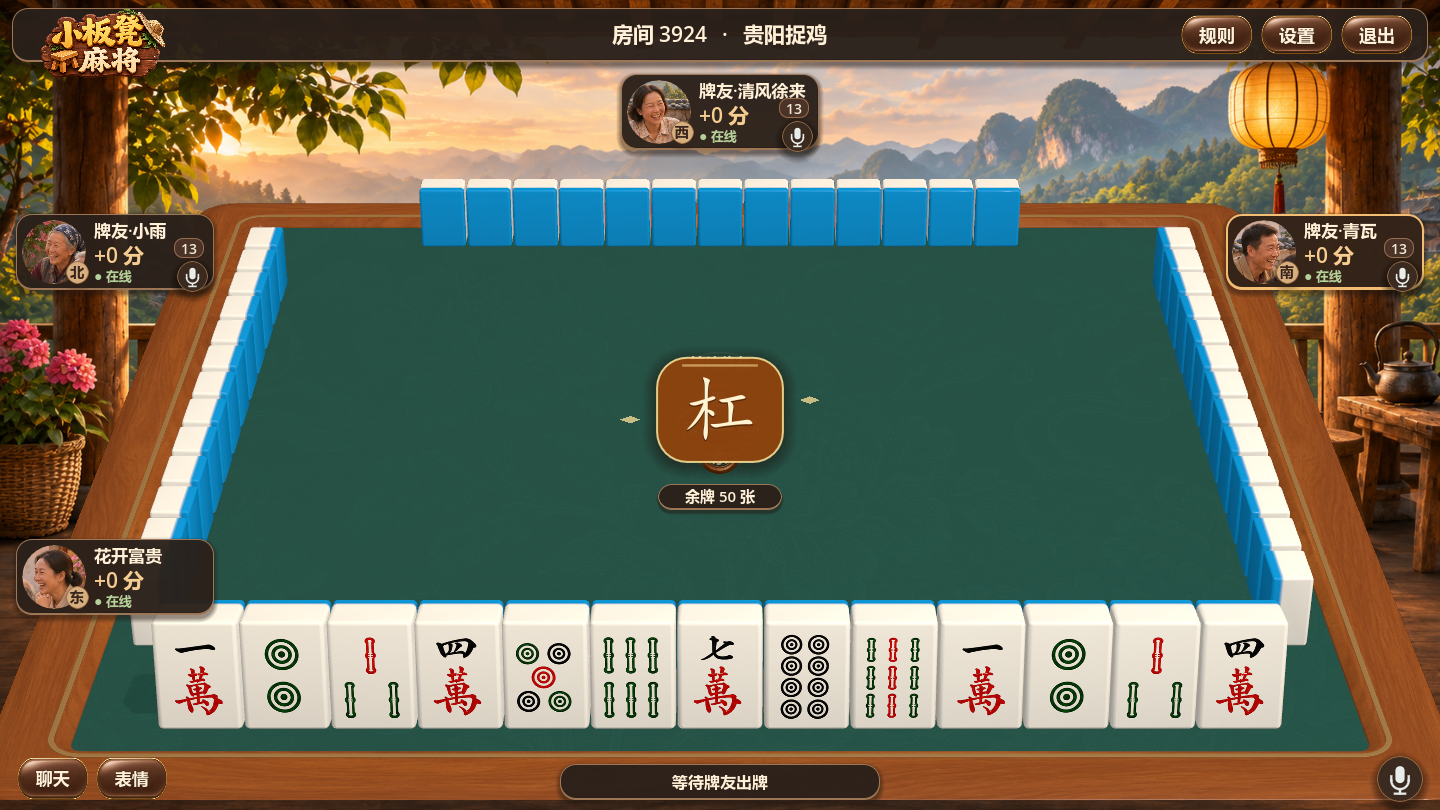 小板凳
麻将
房间 3924 · 贵阳捉鸡
规则
设置
退出
牌友·清风徐来
+0 分
13
西
在线
牌友·小雨
+0 分
13
北
在线
牌友·青瓦
+0 分
13
南
在线
杠
余牌 50 张
花开富贵
+0 分
东
在线
一萬
四萬
七萬
一萬
四萬
聊天
表情
等待牌友出牌